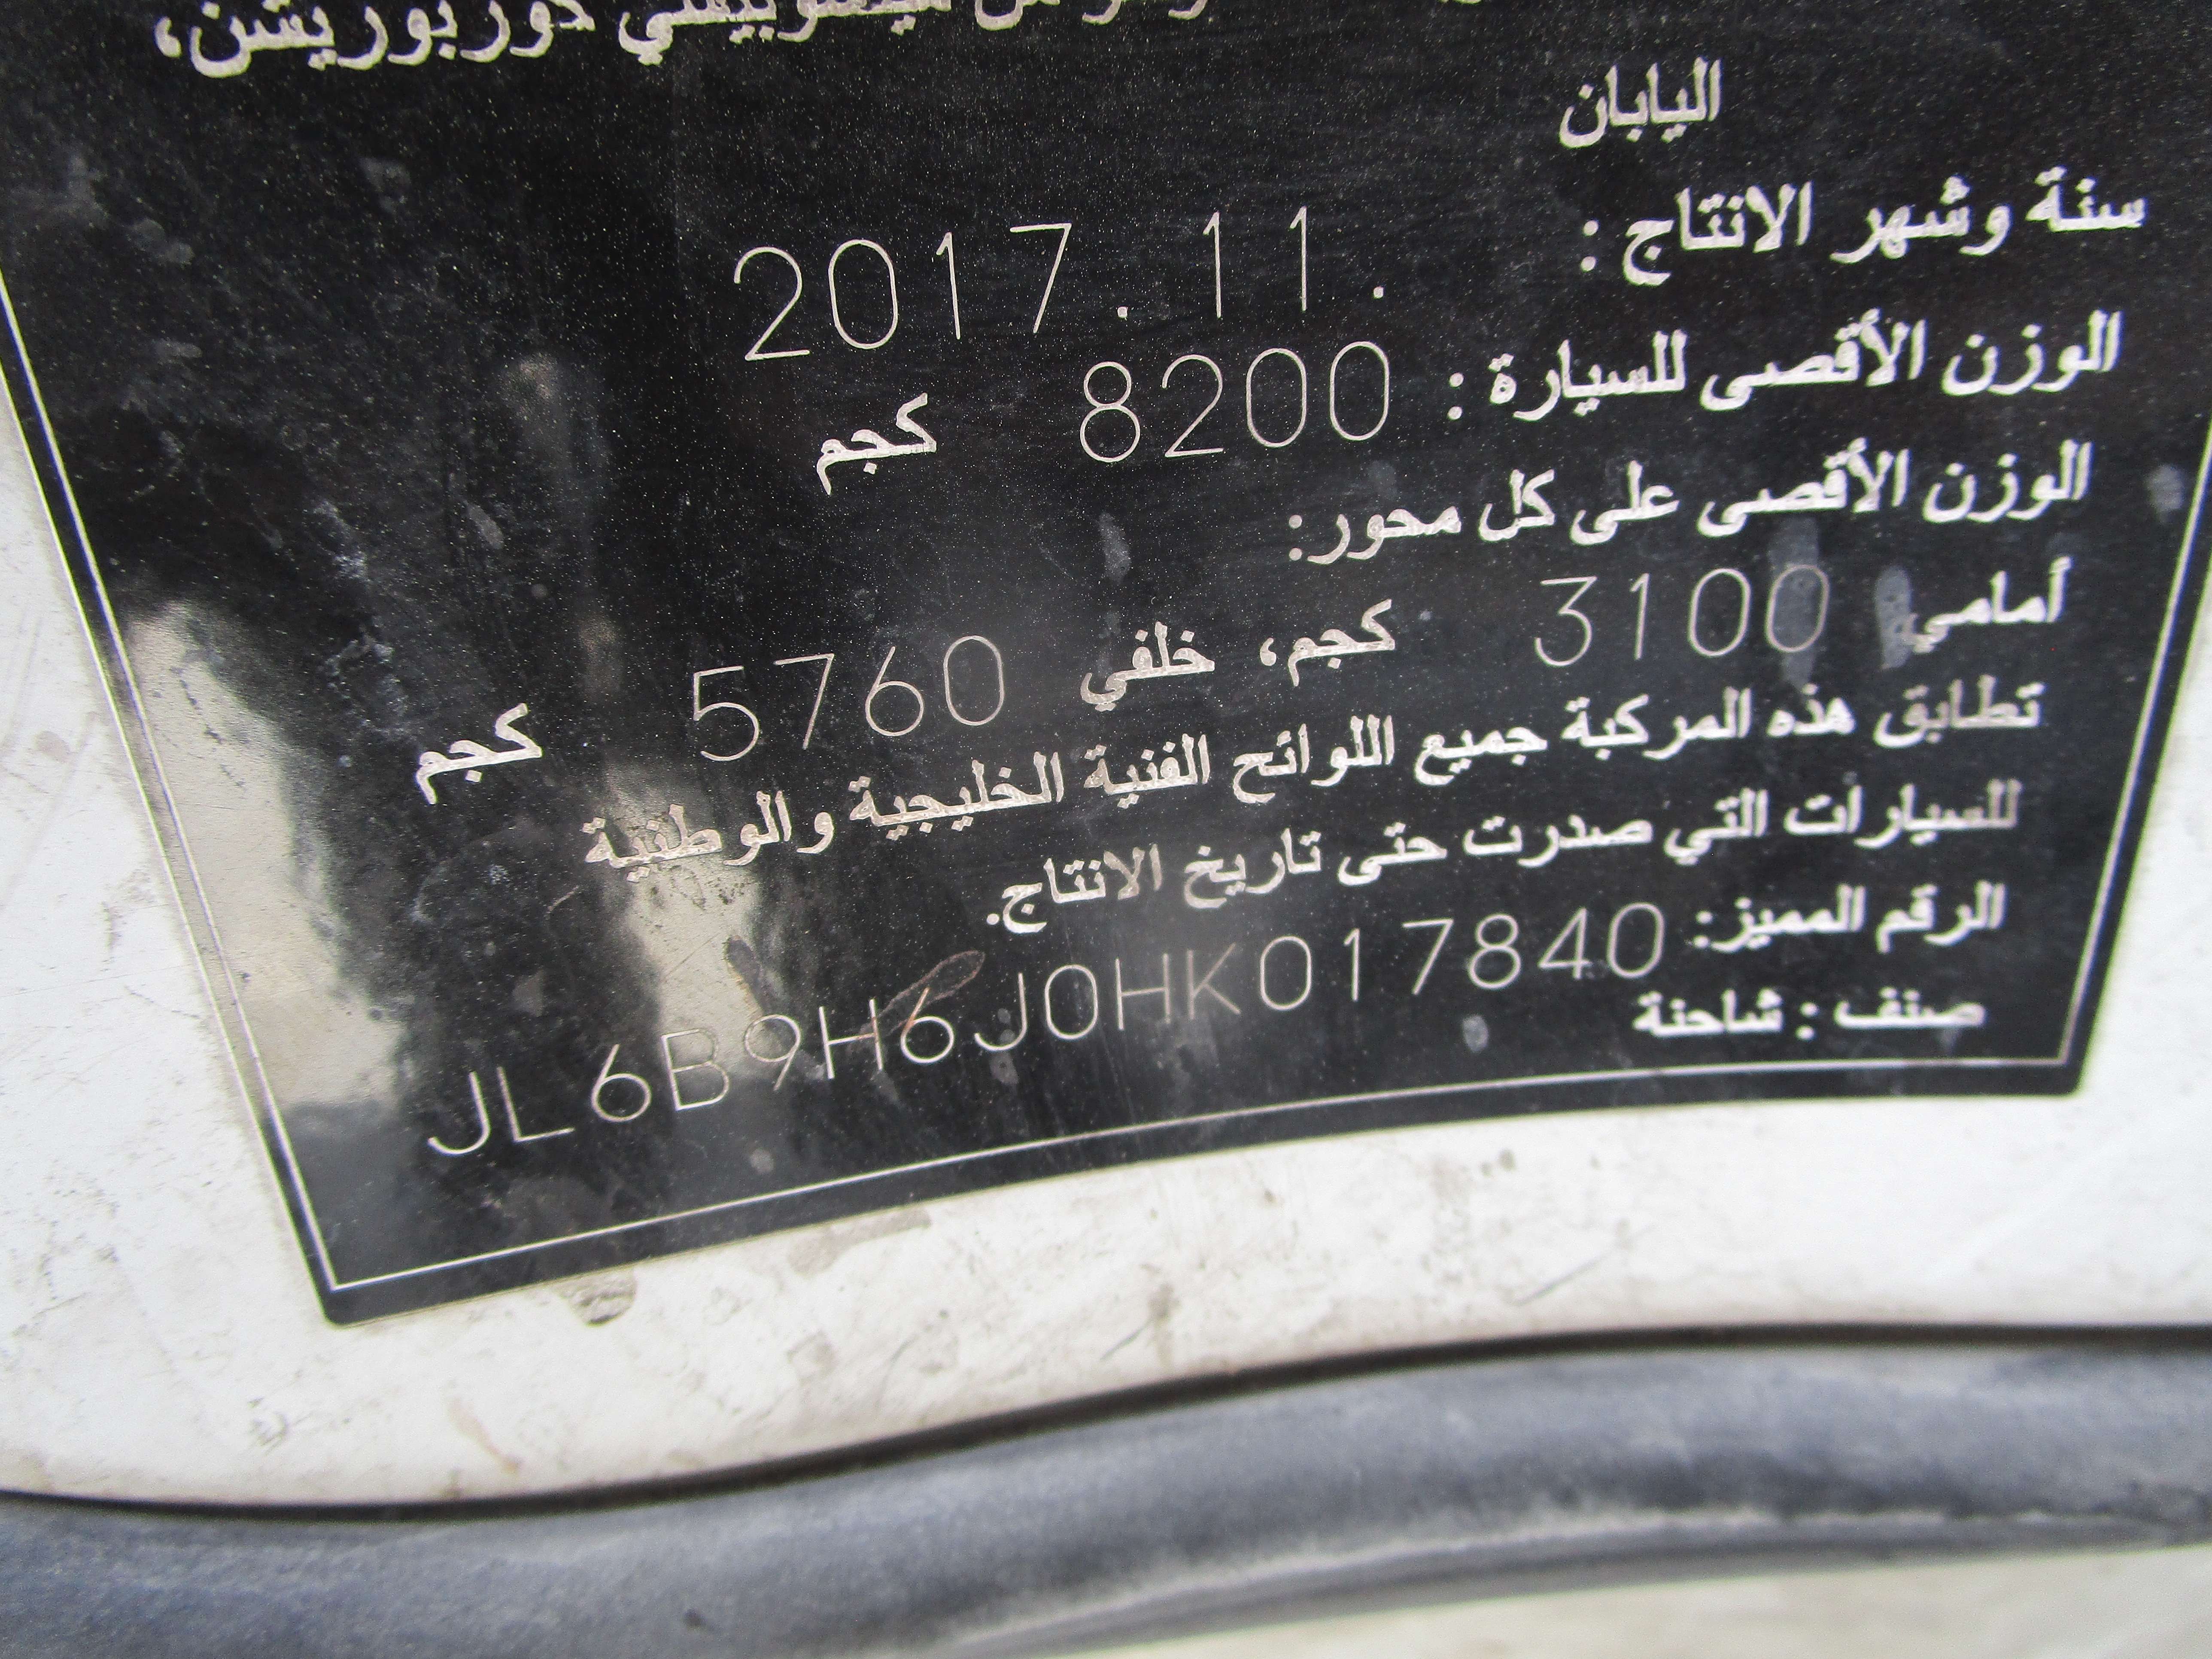 كوربوريشن،
اليابان
سنة وشهر الانتاج : 2017.11.
الوزن الأقصى للسيارة : 8200 كجم
الوزن الأقصى على كل محور:
أمامي 3100 كجم، خلفي 5760 كجم
تطابق هذه المركبة جميع اللوائح الفنية الخليجية والوطنية
للسيارات التي صدرت حتى تاريخ الانتاج.
الرقم المميز: JL6B9H6J0HK017840
صنف : شاحنة